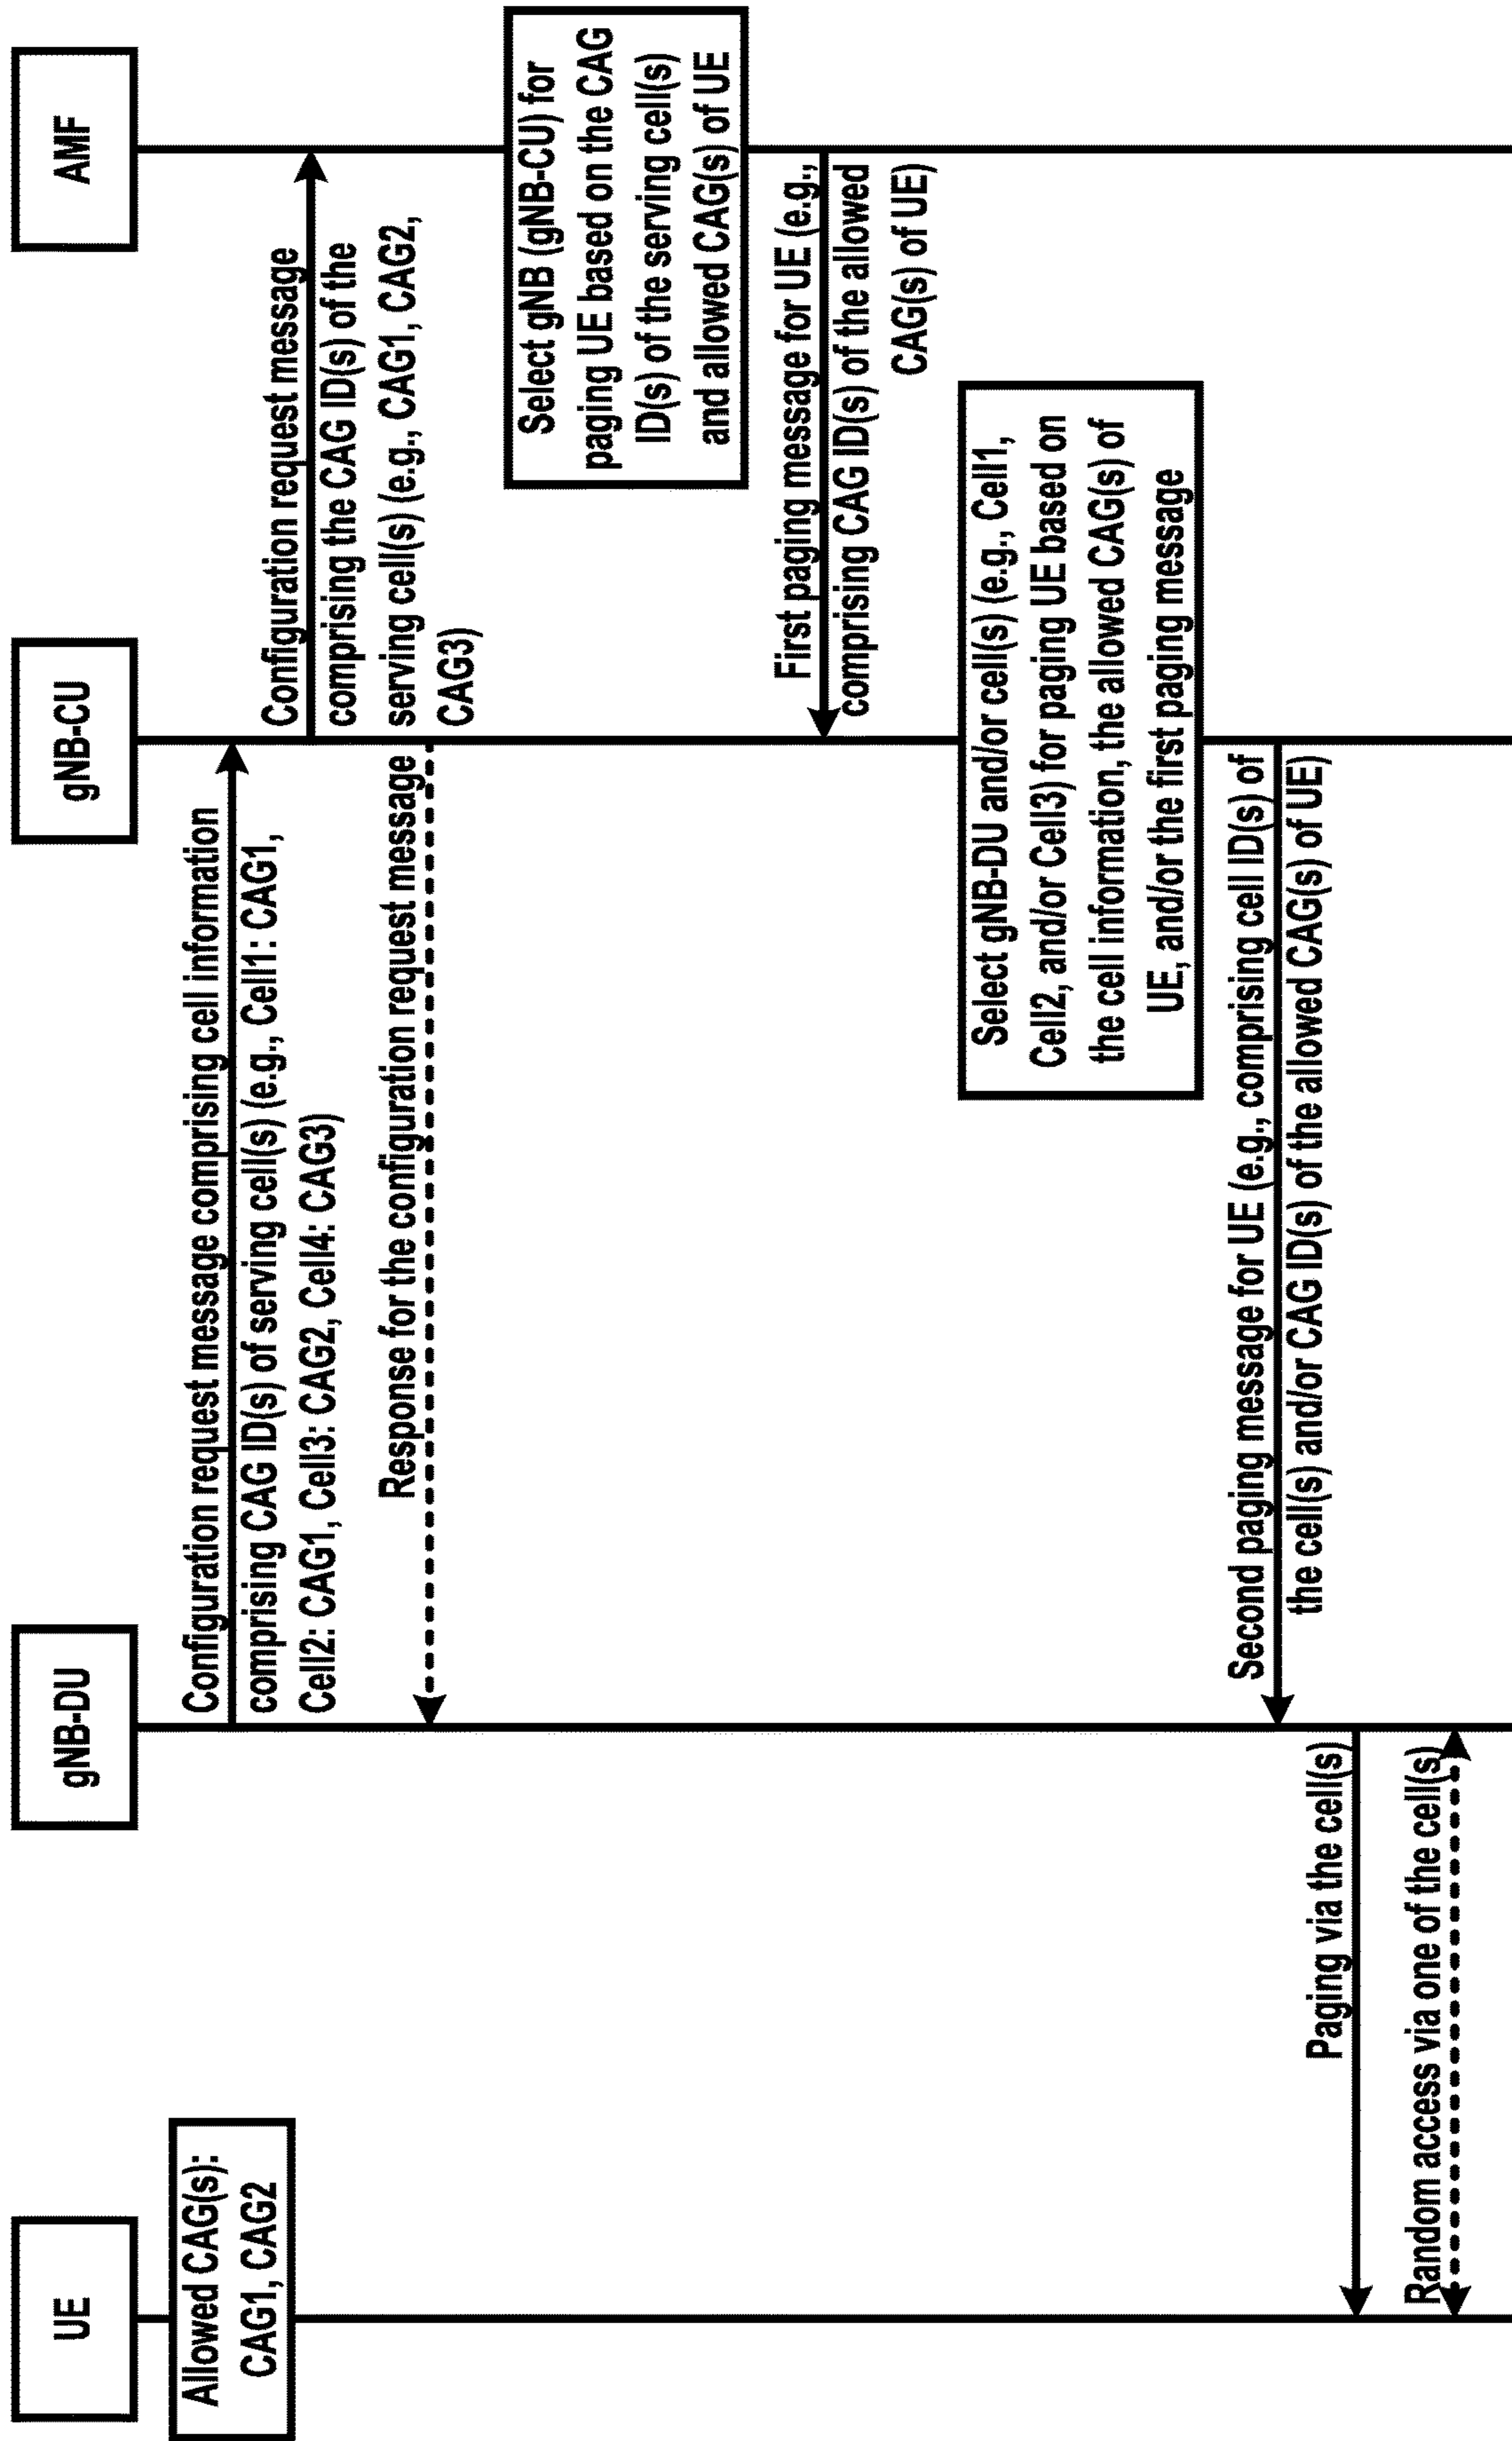 UE
gNB-DU
gNB-CU
AMF
Allowed CAG(s):
CAG1, CAG2
Configuration request message comprising cell information
comprising CAG ID(s) of serving cell(s) (e.g., Cell1: CAG1,
Cell2: CAG1, Cell3: CAG2, Cell4: CAG3)
Configuration request message
comprising the CAG ID(s) of the
serving cell(s) (e.g., CAG1, CAG2,
CAG3)
Response for the configuration request message
Select gNB (gNB-CU) for
paging UE based on the CAG
ID(s) of the serving cell(s)
and allowed CAG(s) of UE
First paging message for UE (e.g.,
comprising CAG ID(s) of the allowed
CAG(s) of UE)
Select gNB-DU and/or cell(s) (e.g., Cell1,
Cell2, and/or Cell3) for paging UE based on
the cell information, the allowed CAG(s) of
UE, and/or the first paging message
Second paging message for UE (e.g., comprising cell ID(s) of
the cell(s) and/or CAG ID(s) of the allowed CAG(s) of UE)
Paging via the cell(s)
Random access via one of the cell(s)